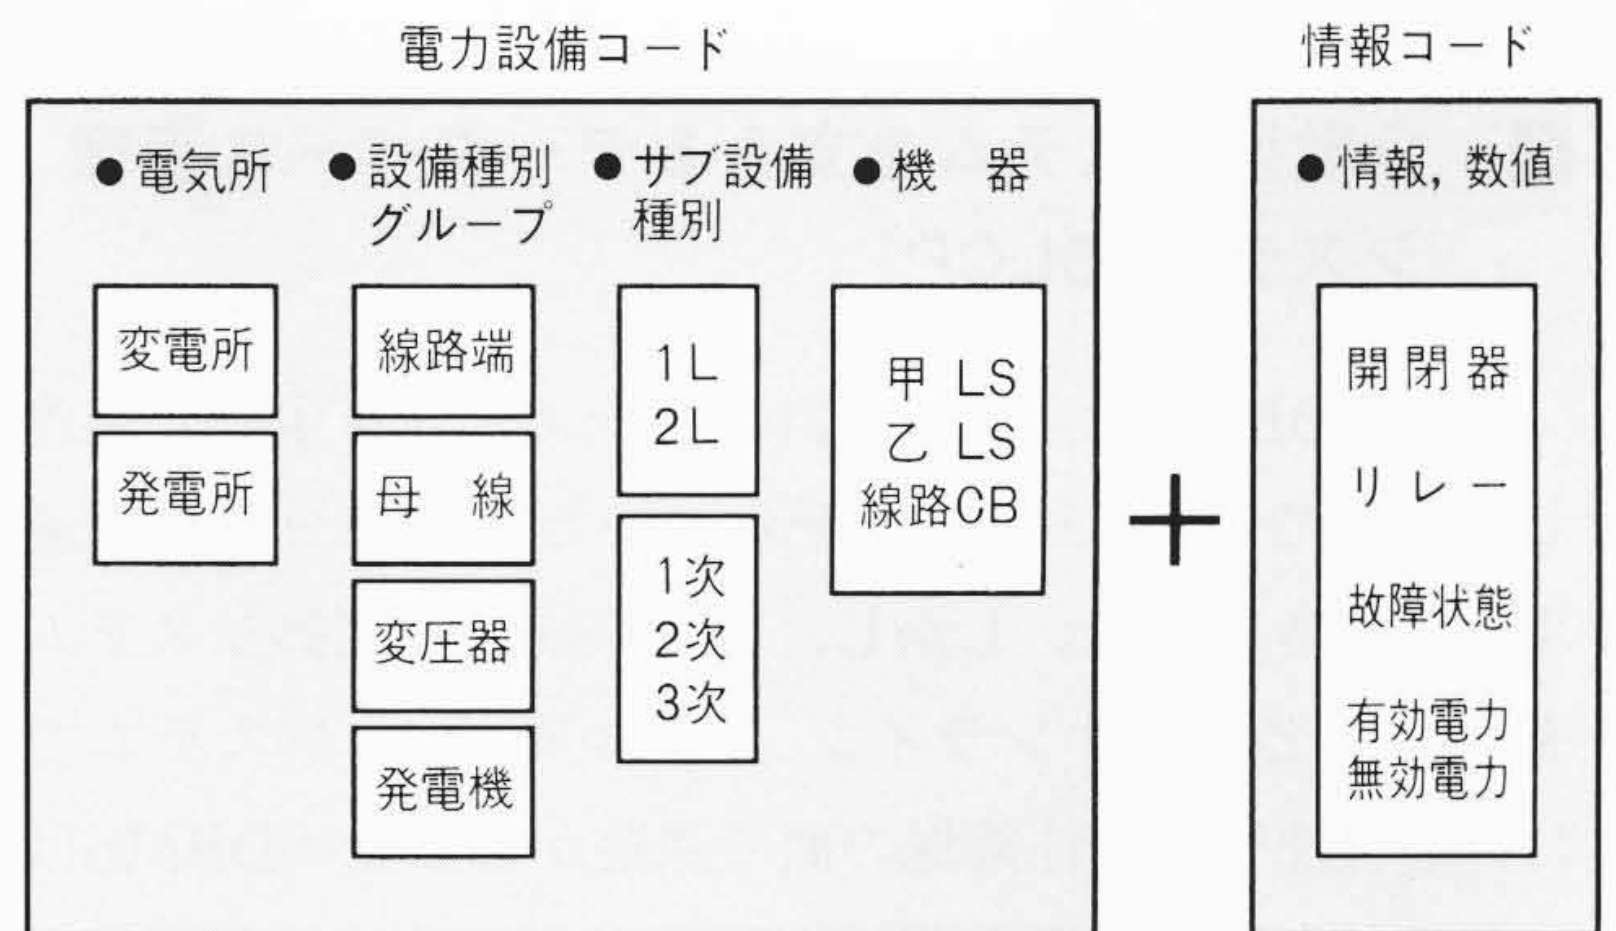 電力設備コード
●電気所
変電所
発電所
●設備種別
グループ
線路端
母 線
変圧器
発電機
●サブ設備
種別
1L
2L
1次
2次
3次
●機 器
甲 LS
乙 LS
線路CB
+
情報コード
●情報, 数値
開閉器
リレー
故障状態
有効電力
無効電力